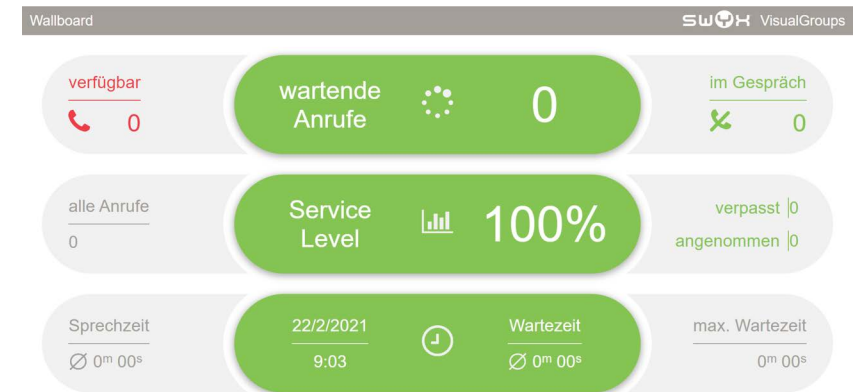 Wallboard
swyx VisualGroups
verfügbar
0
wartende
Anrufe
0
im Gespräch
0
alle Anrufe
0
Service
Level
100%
verpasst |0
angenommen |0
Sprechzeit
Ø 0m 00s
22/2/2021
9:03
Wartezeit
Ø 0m 00s
max. Wartezeit
0m 00s